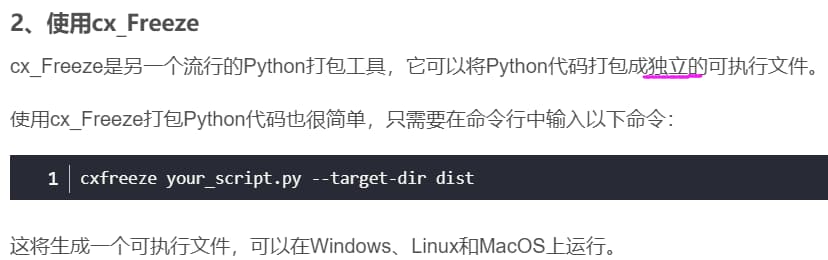 2、使用cx_Freeze
cx_Freeze是另一个流行的Python打包工具，它可以将Python代码打包成独立的可执行文件。
使用cx_Freeze打包Python代码也很简单，只需要在命令行中输入以下命令：
1 cxfreeze your_script.py --target-dir dist
这将生成一个可执行文件，可以在Windows、Linux和MacOS上运行。